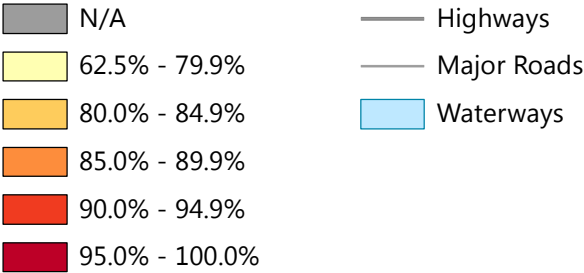 N/A
62.5% - 79.9%
80.0% - 84.9%
85.0% - 89.9%
90.0% - 94.9%
95.0% - 100.0%
Highways
Major Roads
Waterways